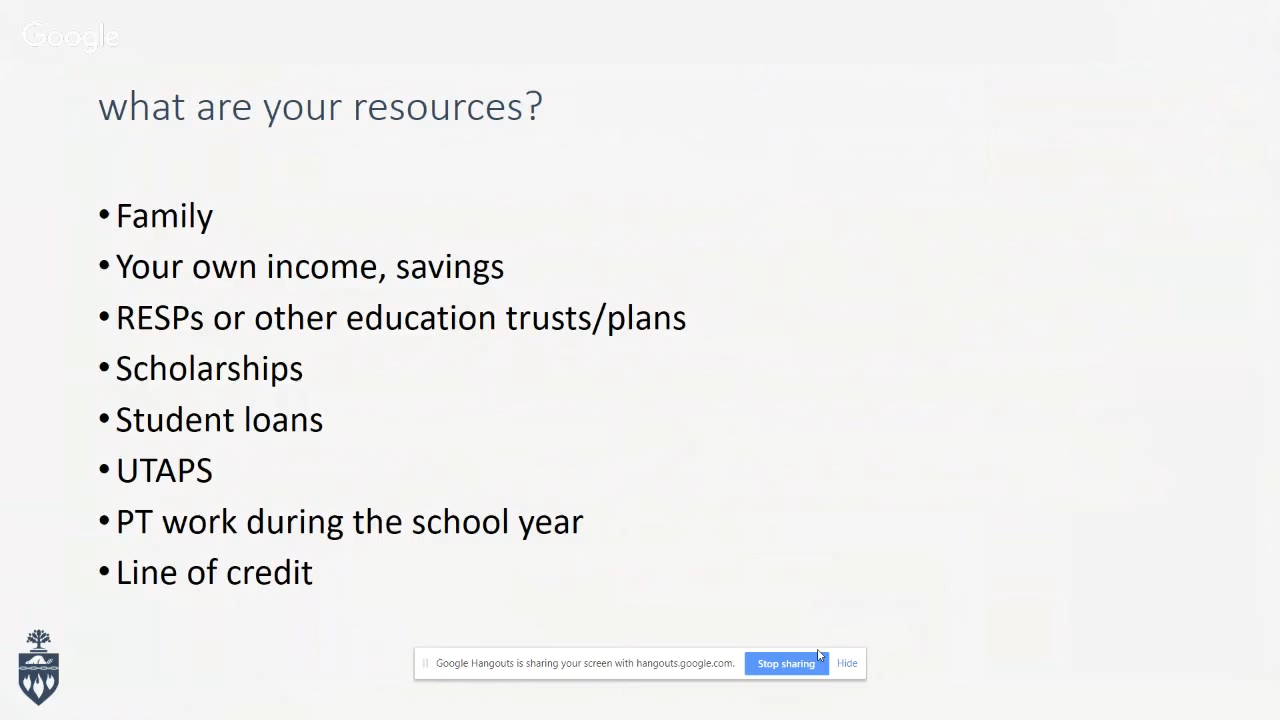 Google
what are your resources?
• Family
• Your own income, savings
• RESPs or other education trusts/plans
• Scholarships
• Student loans
• UTAPS
• PT work during the school year
• Line of credit
Google Hangouts is sharing your screen with hangouts.google.com. Stop sharing Hide